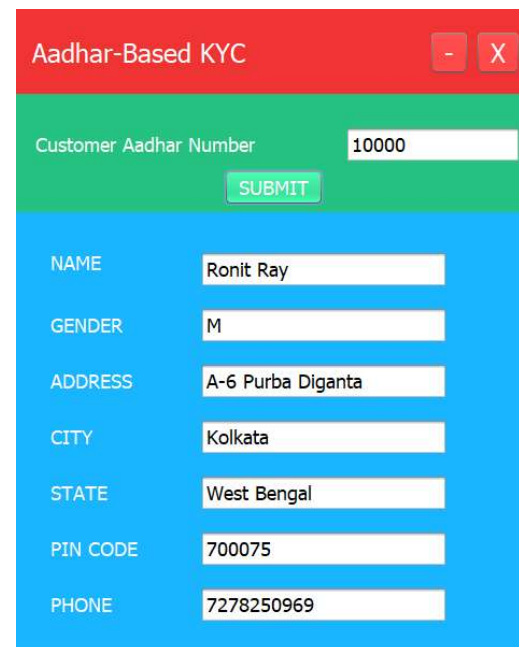 Aadhar-Based KYC - X
Customer Aadhar Number 10000
SUBMIT
NAME Ronit Ray
GENDER M
ADDRESS A-6 Purba Diganta
CITY Kolkata
STATE West Bengal
PIN CODE 700075
PHONE 7278250969